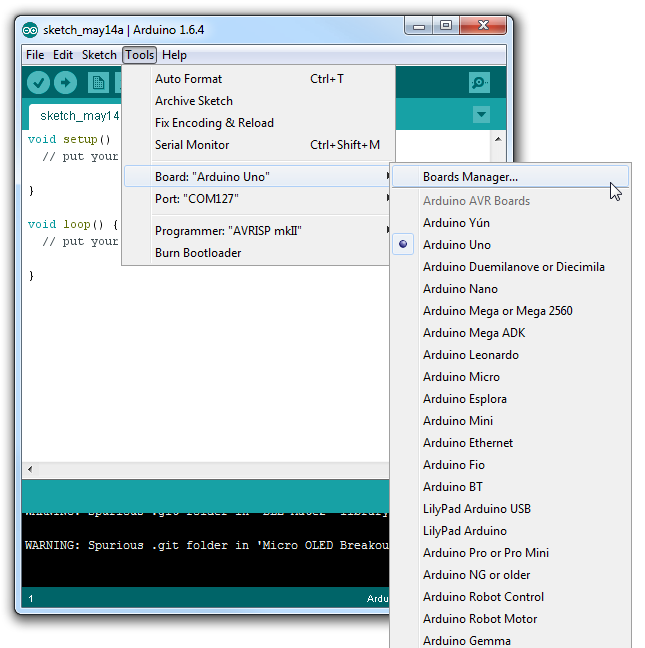 sketch_may14a | Arduino 1.6.4
File Edit Sketch Tools Help
sketch_may14
void setup()
// put your
}
void loop() {
// put your
}
Auto Format Ctrl+T
Archive Sketch
Fix Encoding & Reload
Serial Monitor Ctrl+Shift+M
Board: "Arduino Uno"
Port: "COM127"
Programmer: "AVRISP mkII"
Burn Bootloader
Boards Manager...
Arduino AVR Boards
Arduino Yún
Arduino Uno
Arduino Duemilanove or Diecimila
Arduino Nano
Arduino Mega or Mega 2560
Arduino Mega ADK
Arduino Leonardo
Arduino Micro
Arduino Esplora
Arduino Mini
Arduino Ethernet
Arduino Fio
Arduino BT
LilyPad Arduino USB
LilyPad Arduino
Arduino Pro or Pro Mini
Arduino NG or older
Arduino Robot Control
Arduino Robot Motor
Arduino Gemma
WARNING: Spurious .git folder in
WARNING: Spurious .git folder in 'Micro OLED Breakou
1 Ardu